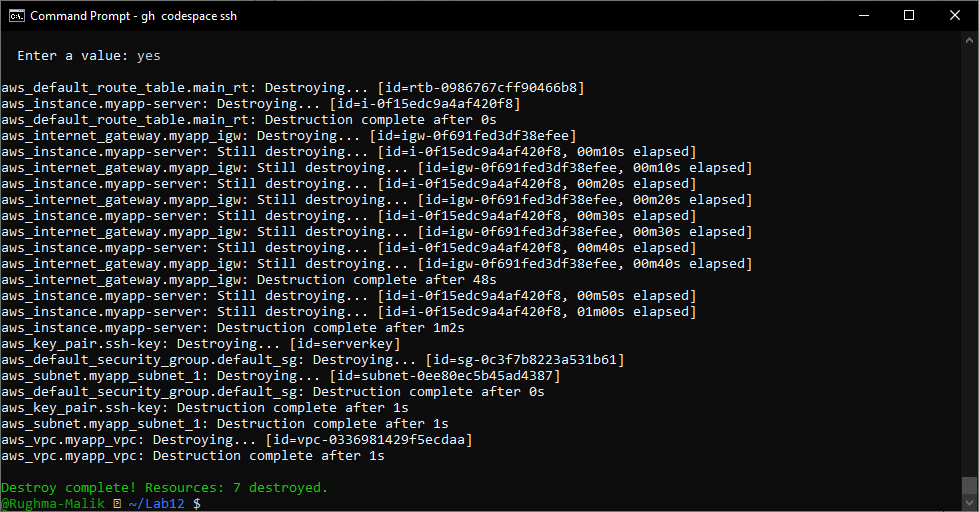 Command Prompt - gh  codespace ssh
Enter a value: yes
aws_default_route_table.main_rt: Destroying... [id=rtb-0986767cff90466b8]
aws_instance.myapp-server: Destroying... [id=i-0f15edc9a4af420f8]
aws_default_route_table.main_rt: Destruction complete after 0s
aws_internet_gateway.myapp_igw: Destroying... [id=igw-0f691fed3df38efee]
aws_instance.myapp-server: Still destroying... [id=i-0f15edc9a4af420f8, 00m10s elapsed]
aws_internet_gateway.myapp_igw: Still destroying... [id=igw-0f691fed3df38efee, 00m10s elapsed]
aws_instance.myapp-server: Still destroying... [id=i-0f15edc9a4af420f8, 00m20s elapsed]
aws_internet_gateway.myapp_igw: Still destroying... [id=igw-0f691fed3df38efee, 00m20s elapsed]
aws_instance.myapp-server: Still destroying... [id=i-0f15edc9a4af420f8, 00m30s elapsed]
aws_internet_gateway.myapp_igw: Still destroying... [id=igw-0f691fed3df38efee, 00m30s elapsed]
aws_instance.myapp-server: Still destroying... [id=i-0f15edc9a4af420f8, 00m40s elapsed]
aws_internet_gateway.myapp_igw: Still destroying... [id=igw-0f691fed3df38efee, 00m40s elapsed]
aws_internet_gateway.myapp_igw: Destruction complete after 48s
aws_instance.myapp-server: Still destroying... [id=i-0f15edc9a4af420f8, 00m50s elapsed]
aws_instance.myapp-server: Still destroying... [id=i-0f15edc9a4af420f8, 01m00s elapsed]
aws_instance.myapp-server: Destruction complete after 1m2s
aws_key_pair.ssh-key: Destroying... [id=serverkey]
aws_default_security_group.default_sg: Destroying... [id=sg-0c3f7b8223a531b61]
aws_subnet.myapp_subnet_1: Destroying... [id=subnet-0ee80ec5b45ad4387]
aws_default_security_group.default_sg: Destruction complete after 0s
aws_key_pair.ssh-key: Destruction complete after 1s
aws_subnet.myapp_subnet_1: Destruction complete after 1s
aws_vpc.myapp_vpc: Destroying... [id=vpc-0336981429f5ecdaa]
aws_vpc.myapp_vpc: Destruction complete after 1s
Destroy complete! Resources: 7 destroyed.
@Rughma-Malik ~/Lab12 $